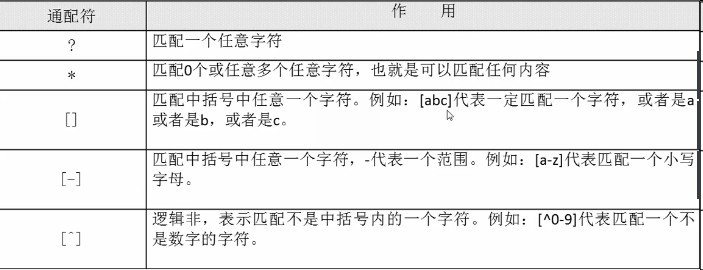 通配符 作 用
? 匹配一个任意字符
* 匹配0个或任意多个任意字符，也就是可以匹配任何内容
[] 匹配中括号中任意一个字符。例如：[abc]代表一定匹配一个字符，或者是a
或者是b，或者是c。
[-] 匹配中括号中任意一个字符，-代表一个范围。例如：[a-z]代表匹配一个小写
字母。
[^] 逻辑非，表示匹配不是中括号内的一个字符。例如：[^0-9]代表匹配一个不
是数字的字符。